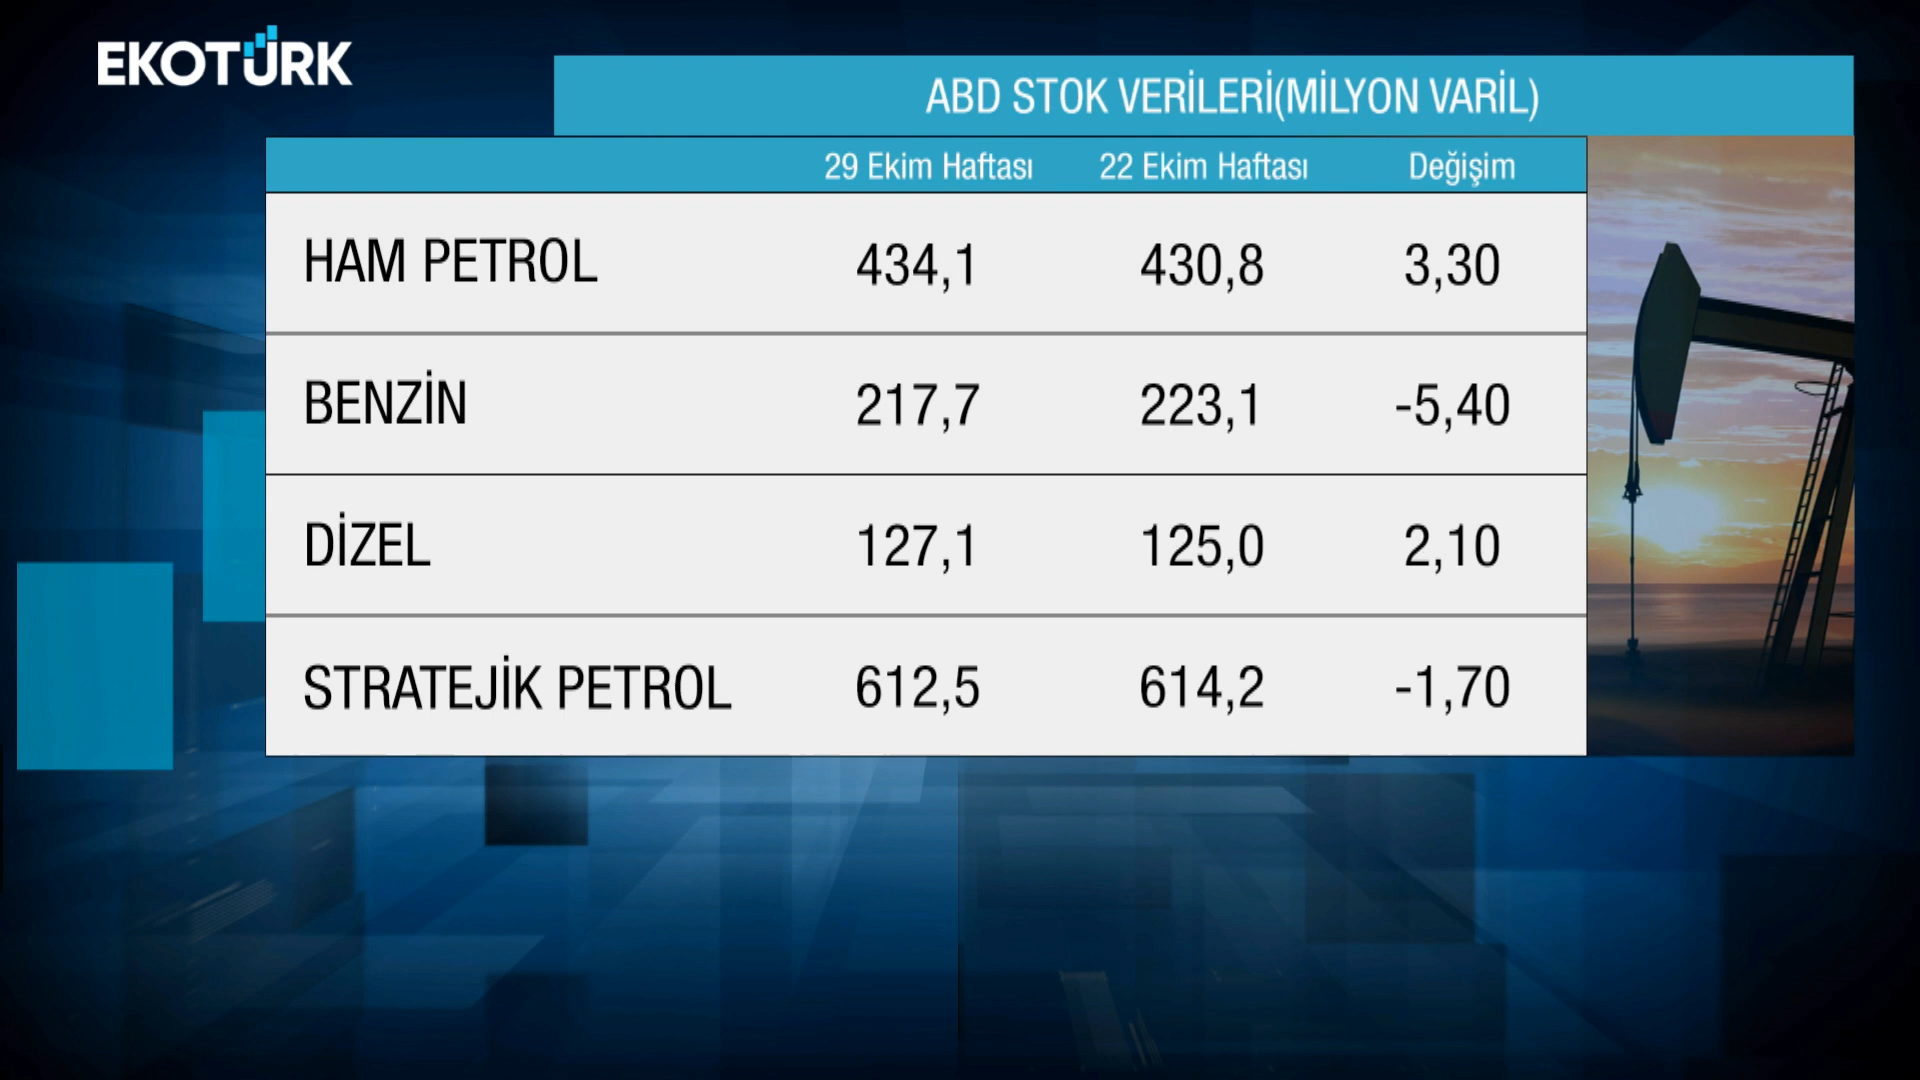 EKOTÜRK
ABD STOK VERİLERİ(MİLYON VARİL)
29 Ekim Haftası 22 Ekim Haftası Değişim
HAM PETROL 434,1 430,8 3,30
BENZİN 217,7 223,1 -5,40
DİZEL 127,1 125,0 2,10
STRATEJİK PETROL 612,5 614,2 -1,70